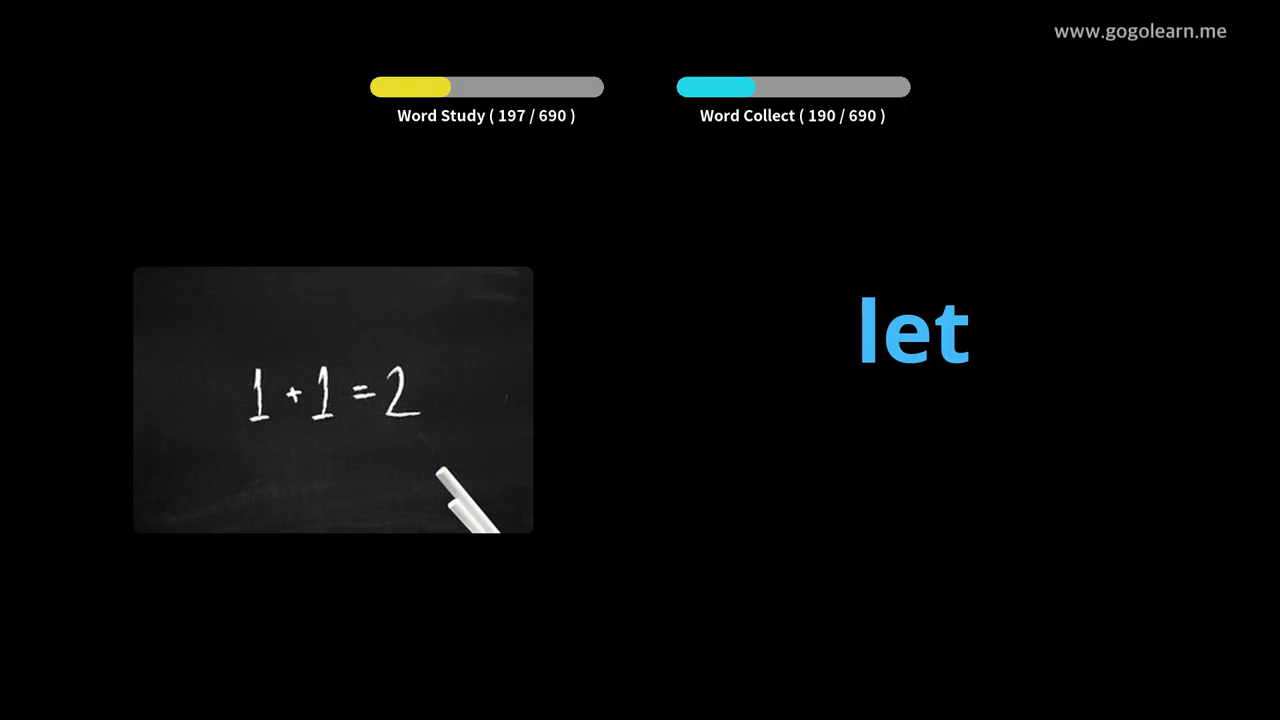 www.gogolearn.me
Word Study ( 197 / 690 )
Word Collect ( 190 / 690 )
1 + 1 = 2
let